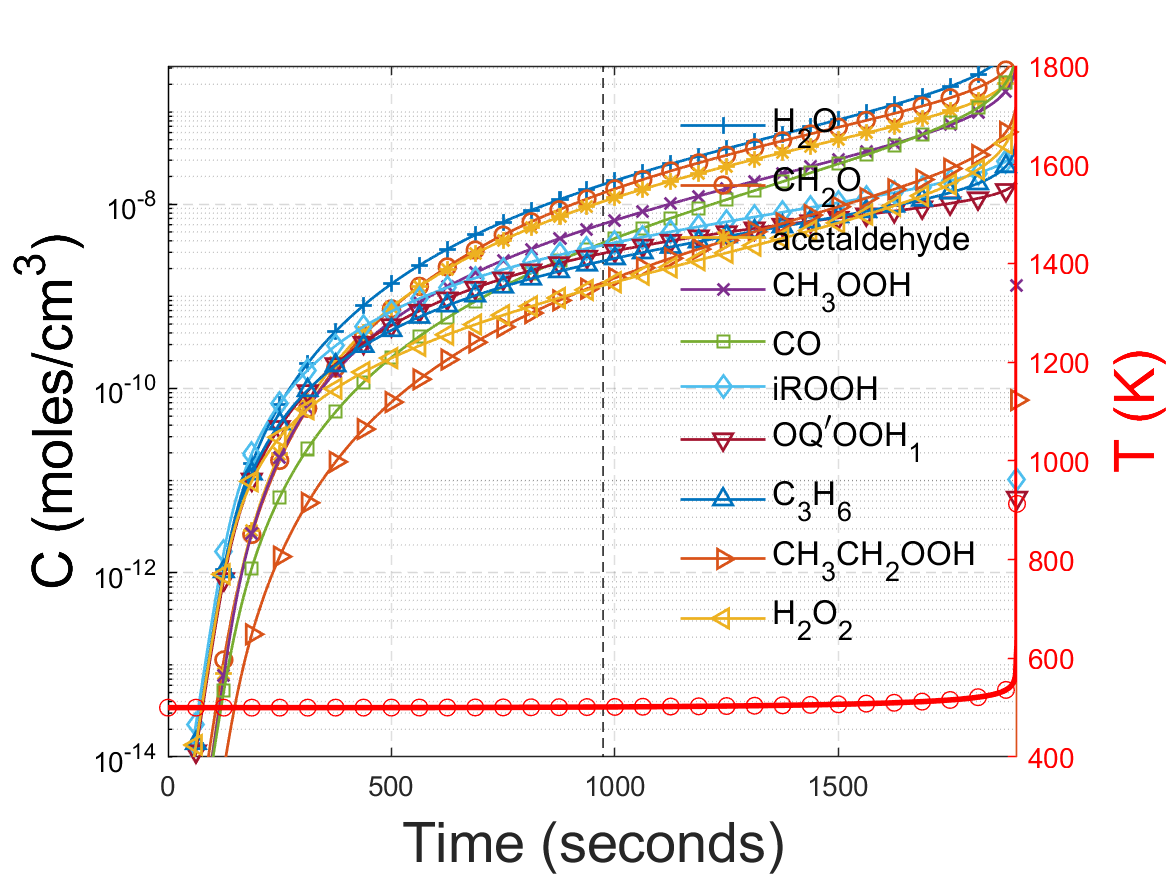 1800
1600
1400
1200
1000
800
600
400
T (K)
10⁻⁸
10⁻¹⁰
10⁻¹²
10⁻¹⁴
C (moles/cm³)
H₂O
CH₂O
acetaldehyde
CH₃OOH
CO
iROOH
OQ′OOH₁
C₃H₆
CH₃CH₂OOH
H₂O₂
0 500 1000 1500
Time (seconds)